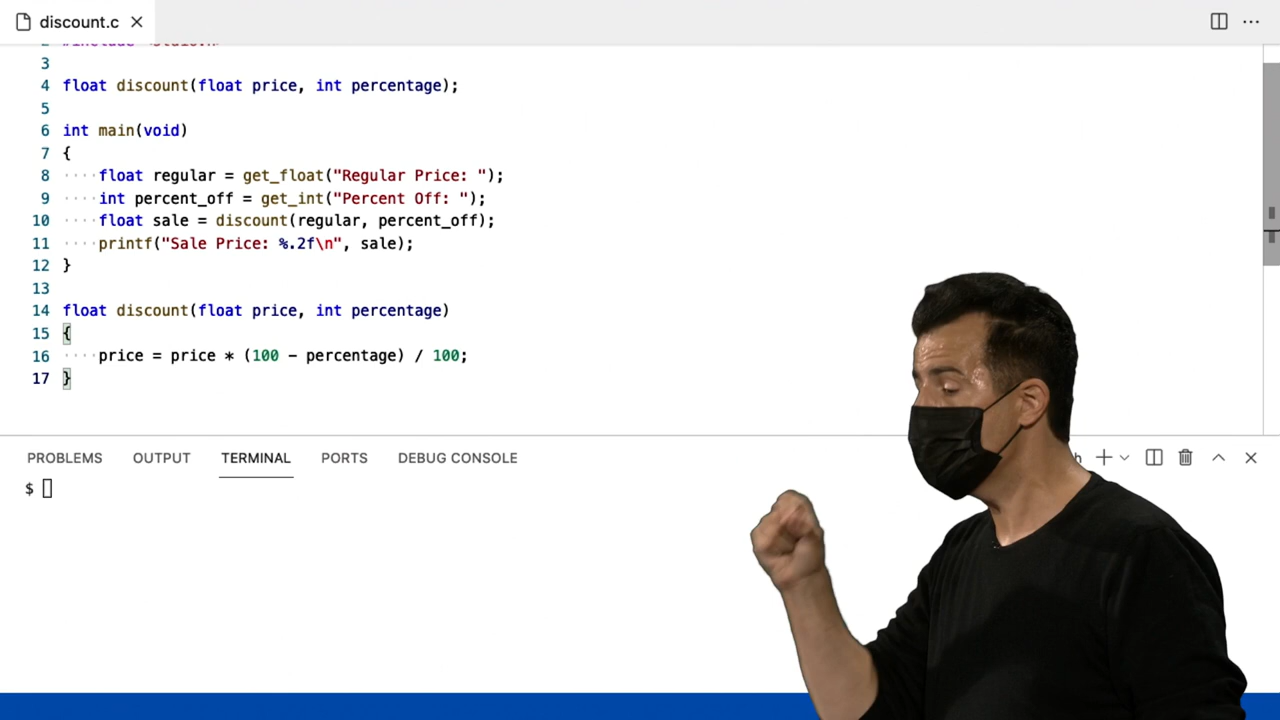 discount.c
2
3
4 float discount(float price, int percentage);
5
6 int main(void)
7 {
8 ····float regular = get_float("Regular Price: ");
9 ····int percent_off = get_int("Percent Off: ");
10 ····float sale = discount(regular, percent_off);
11 ····printf("Sale Price: %.2f\n", sale);
12 }
13
14 float discount(float price, int percentage)
15 {
16 ····price = price * (100 - percentage) / 100;
17 }
PROBLEMS OUTPUT TERMINAL PORTS DEBUG CONSOLE
$